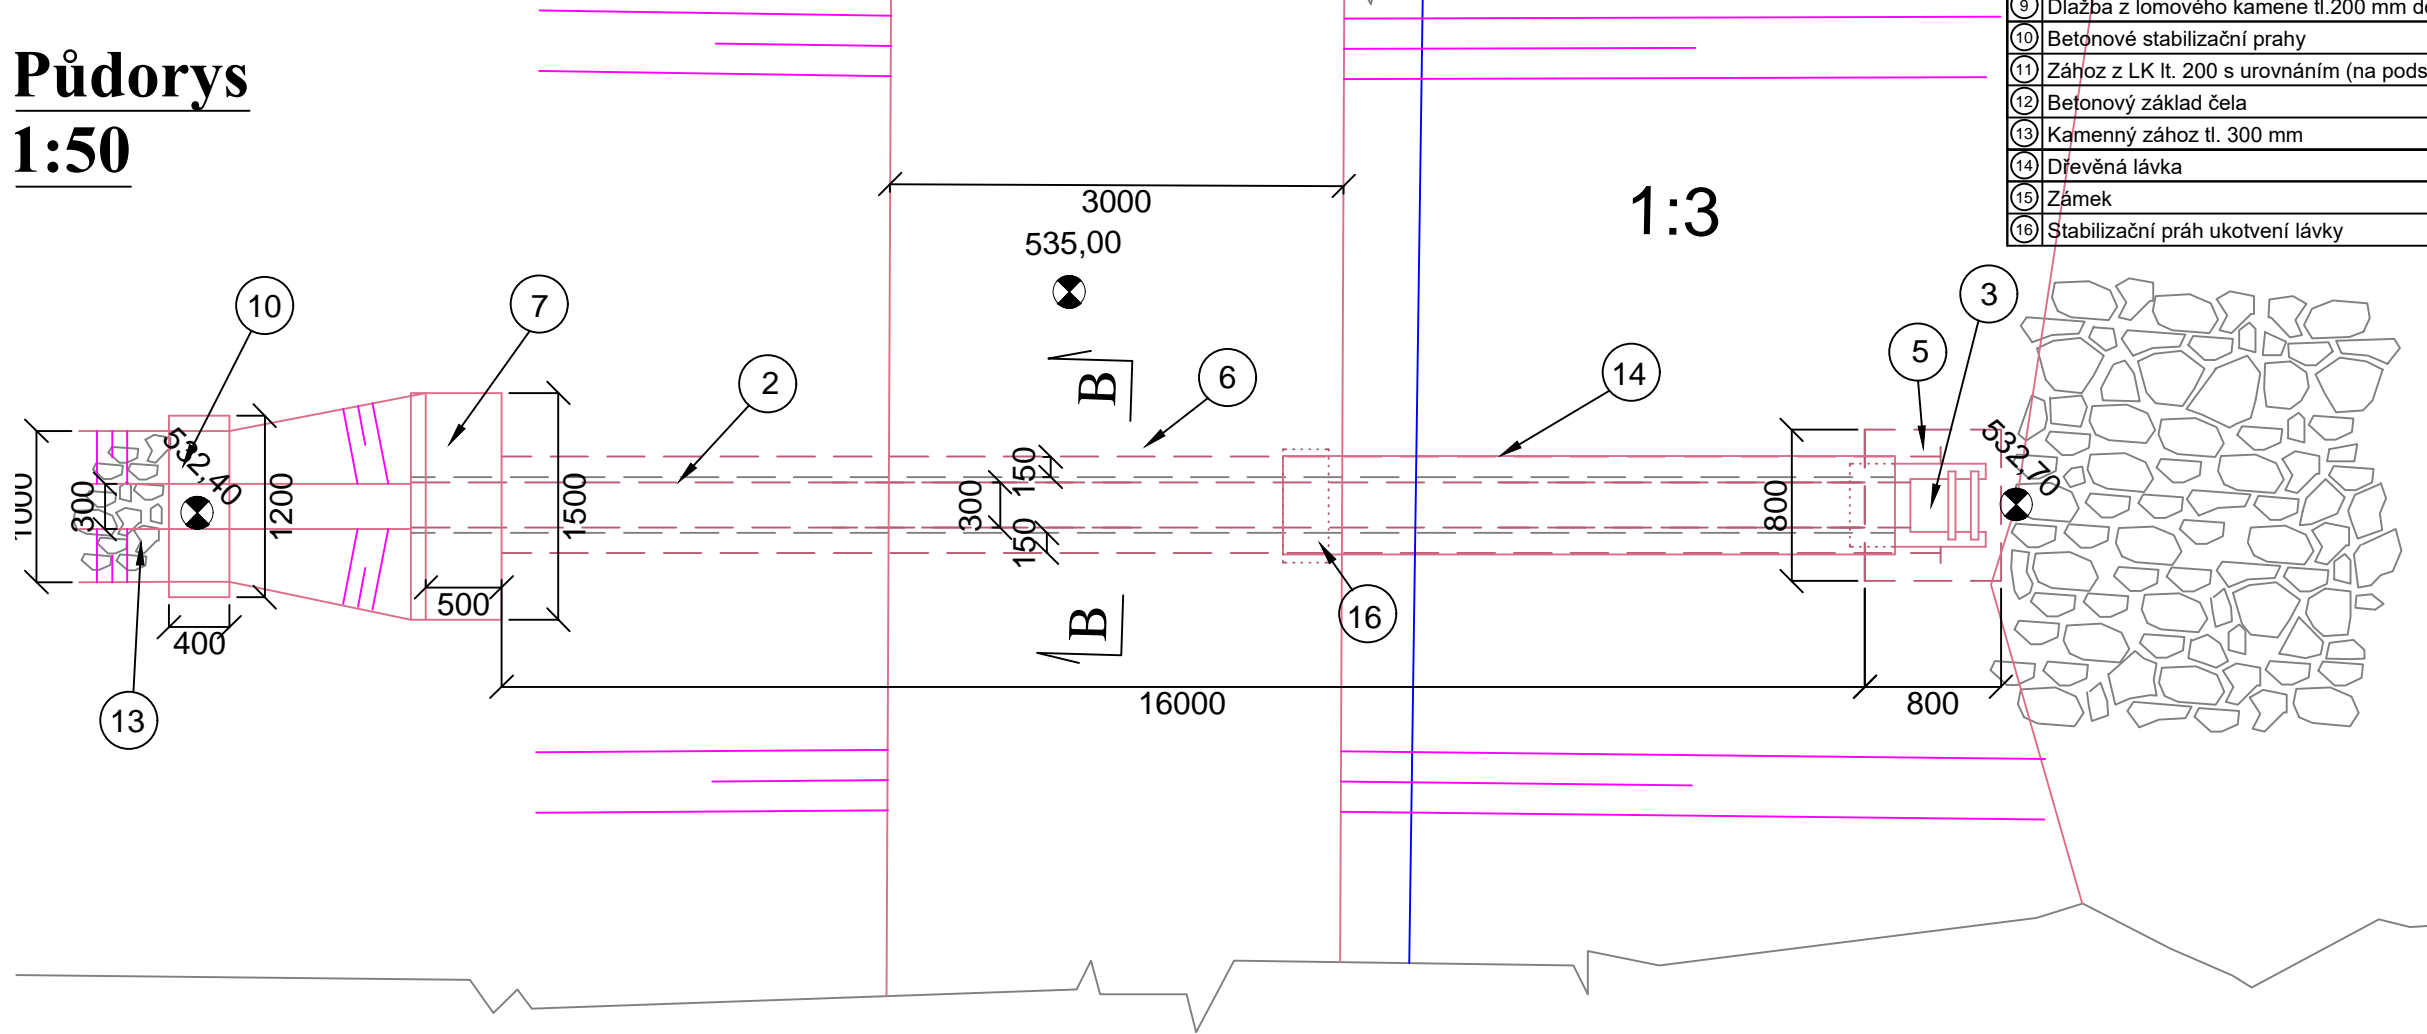 Půdorys
1:50
9 Dlažba z lomového kamene tl.200 mm
10 Betonové stabilizační prahy
11 Zához z LK lt. 200 s urovnáním (na
12 Betonový základ čela
13 Kamenný zához tl. 300 mm
14 Dřevěná lávka
15 Zámek
16 Stabilizační práh ukotvení lávky
3000
535,00
1:3
10
7
2
6
14
5
3
B
532,40
532,70
1000
300
1200
1500
300
150
150
800
500
400
16
B
13
16000
800